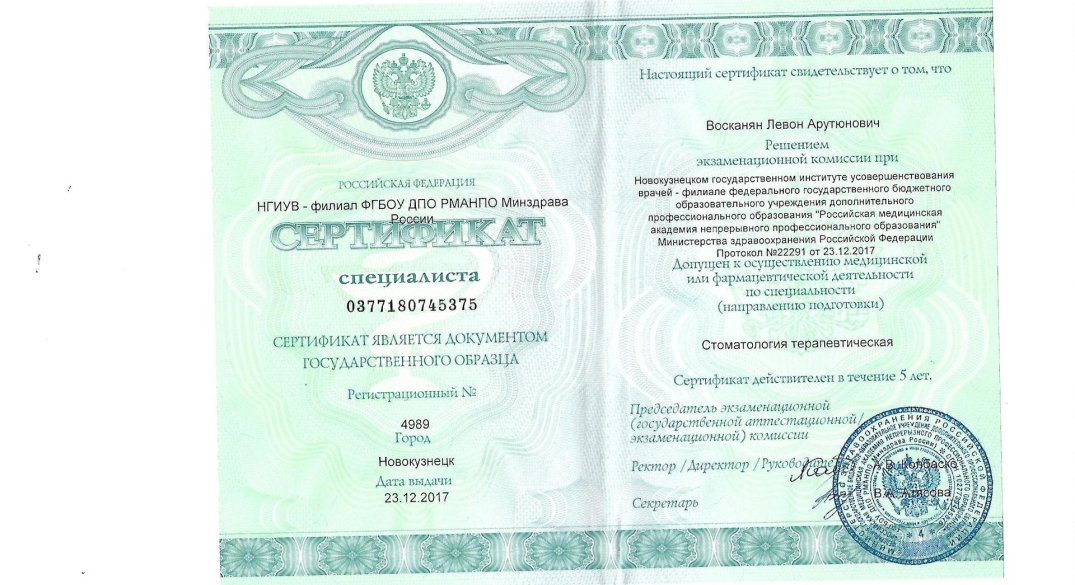 РОССИЙСКАЯ ФЕДЕРАЦИЯ
НГИУВ - филиал ФГБОУ ДПО РМАНПО Минздрава
России
СЕРТИФИКАТ
специалиста
0377180745375
СЕРТИФИКАТ ЯВЛЯЕТСЯ ДОКУМЕНТОМ
ГОСУДАРСТВЕННОГО ОБРАЗЦА
Регистрационный №
4989
Город
Новокузнецк
Дата выдачи
23.12.2017
Настоящий сертификат свидетельствует о том, что
Восканян Левон Арутюнович
Решением
экзаменационной комиссии при
Новокузнецком государственном институте усовершенствования
врачей - филиале федерального государственного бюджетного
образовательного учреждения дополнительного
профессионального образования "Российская медицинская
академия непрерывного профессионального образования"
Министерства здравоохранения Российской Федерации
Протокол №22291 от 23.12.2017
Допущен к осуществлению медицинской
или фармацевтической деятельности
по специальности
(направлению подготовки)
Стоматология терапевтическая
Сертификат действителен в течение 5 лет.
Председатель экзаменационной
(государственной аттестационной/
экзаменационной) комиссии
Ректор /Директор /Руководитель
А.В. Колбаско
Секретарь
В.А. Атясова